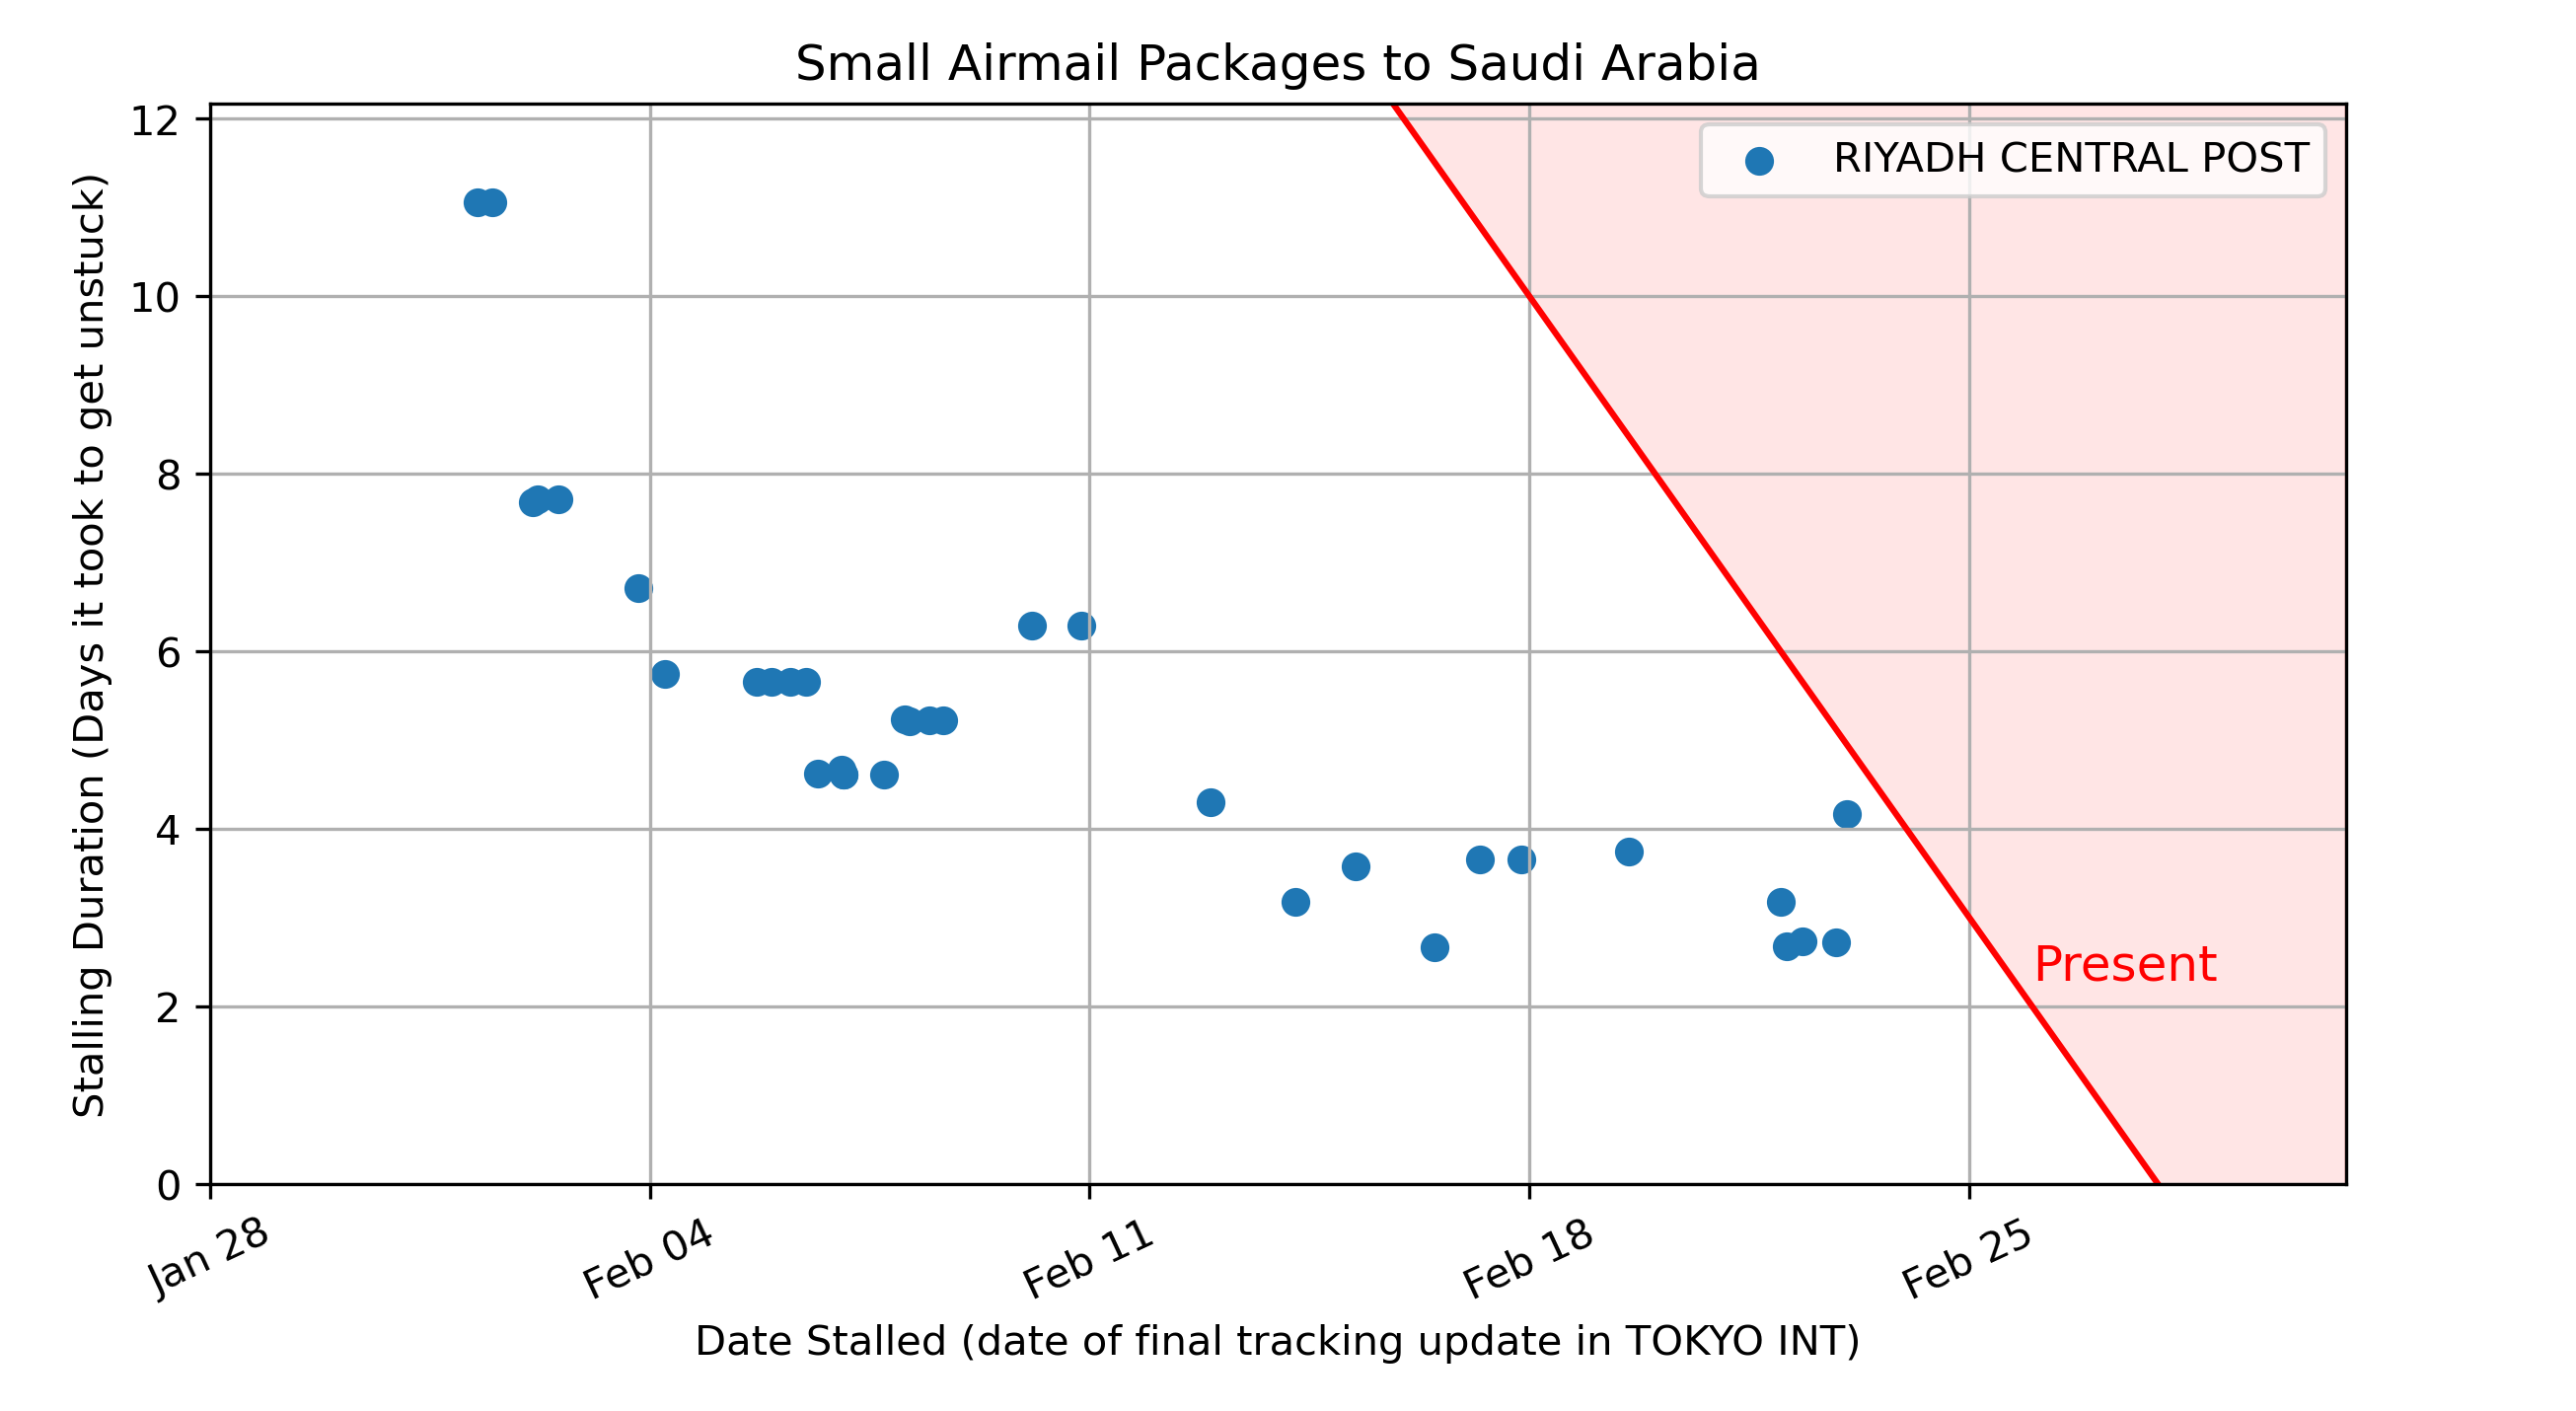 Small Airmail Packages to Saudi Arabia
12
10
8
6
4
2
0
Stalling Duration (Days it took to get unstuck)
RIYADH CENTRAL POST
Present
Jan 28
Feb 04
Feb 11
Feb 18
Feb 25
Date Stalled (date of final tracking update in TOKYO INT)